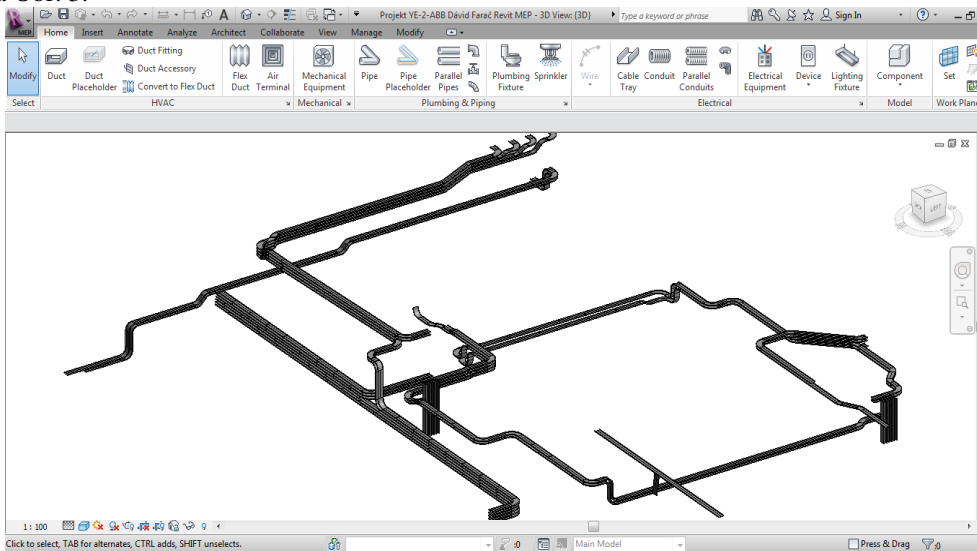 Projekt YE-2-ABB Dávid Farač Revit MEP - 3D View: {3D}
Type a keyword or phrase
Sign In
MEP
Home Insert Annotate Analyze Architect Collaborate View Manage Modify
Modify
Duct
Duct Placeholder
Duct Fitting
Duct Accessory
Convert to Flex Duct
Flex Duct
Air Terminal
Mechanical Equipment
Pipe
Pipe Placeholder
Parallel Pipes
Plumbing Fixture
Sprinkler
Wire
Cable Tray
Conduit
Parallel Conduits
Electrical Equipment
Device
Lighting Fixture
Component
Set
Select HVAC Mechanical Plumbing & Piping Electrical Model Work Plane
1 : 100
Click to select, TAB for alternates, CTRL adds, SHIFT unselects.
:0
Main Model
Press & Drag
:0